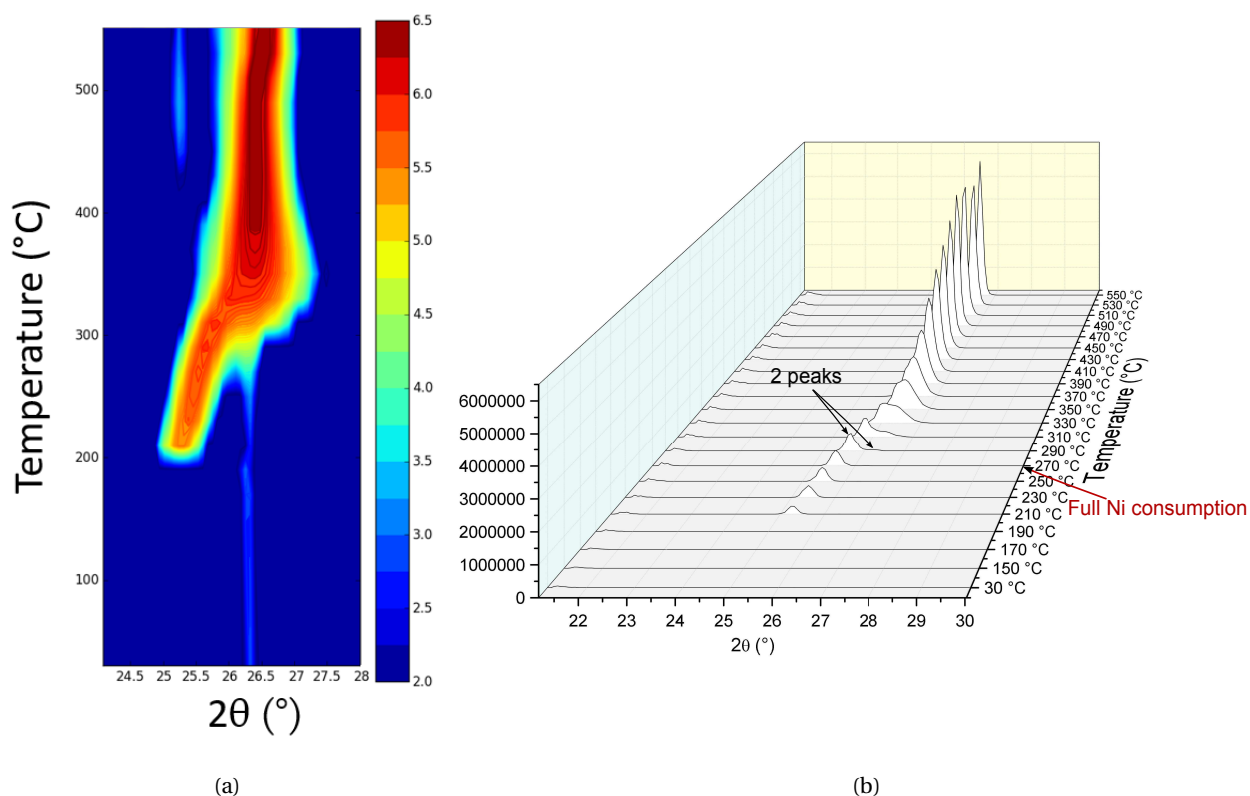 500
400
300
200
100
Temperature (°C)
24.5 25 25.5 26 26.5 27 27.5 28
2θ (°)
6.5
6.0
5.5
5.0
4.5
4.0
3.5
3.0
2.5
2.0
(a)
2 peaks
6000000
5000000
4000000
3000000
2000000
1000000
0
22 23 24 25 26 27 28 29 30
2θ (°)
550 °C
530 °C
510 °C
490 °C
470 °C
450 °C
430 °C
410 °C
390 °C
370 °C
350 °C
330 °C
310 °C
290 °C
270 °C
250 °C
230 °C
210 °C
190 °C
170 °C
150 °C
30 °C
Temperature (°C)
Full Ni consumption
(b)